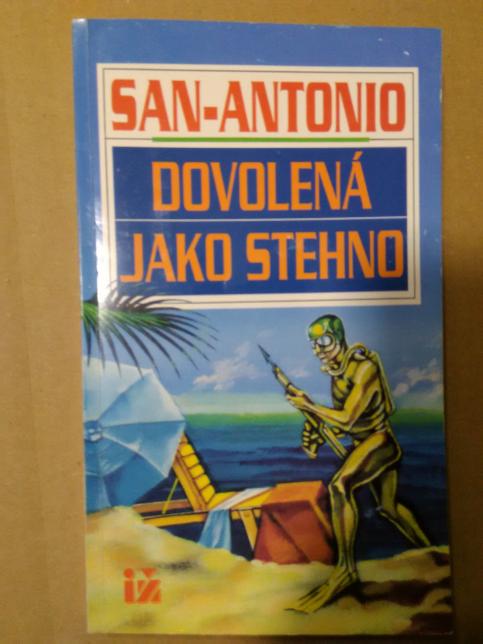 SAN-ANTONIO
DOVOLENÁ
JAKO STEHNO
iž